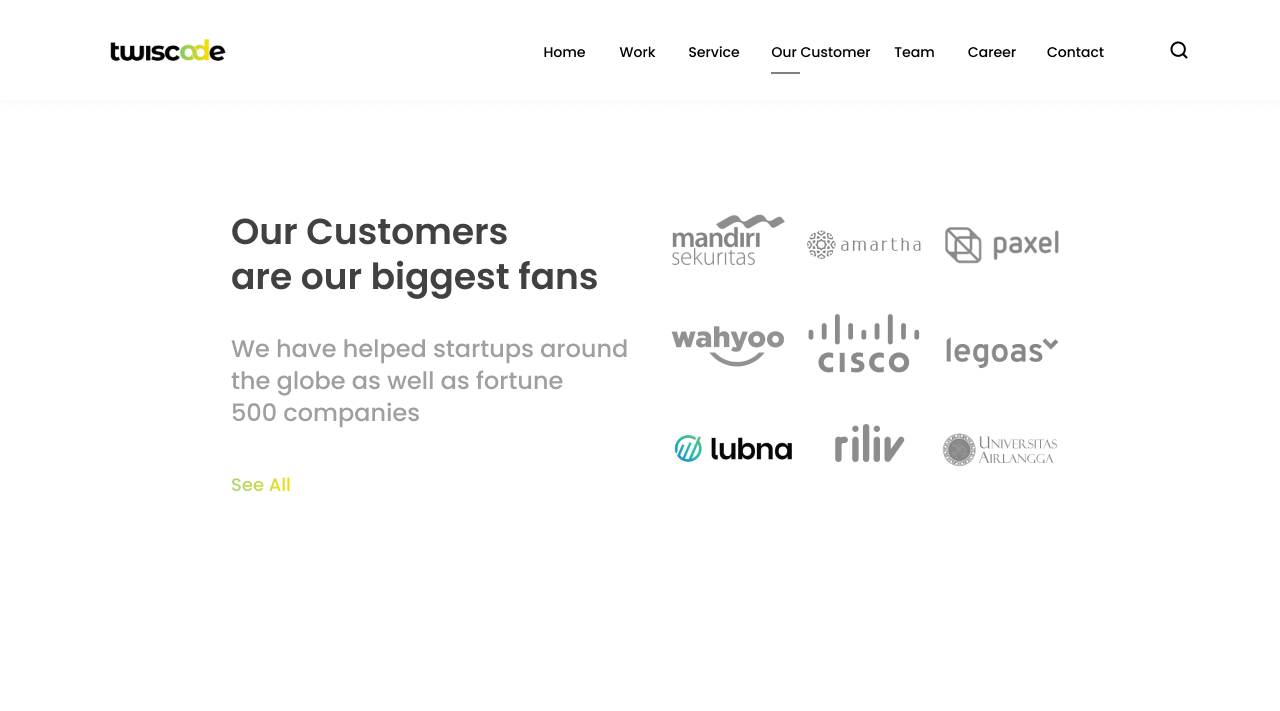 twiscode
Home Work Service Our Customer Team Career Contact
Our Customers
are our biggest fans
We have helped startups around
the globe as well as fortune
500 companies
See All
mandiri
sekuritas
amartha
paxel
wahyoo
cisco
legoas
lubna
riliv
UNIVERSITAS
AIRLANGGA